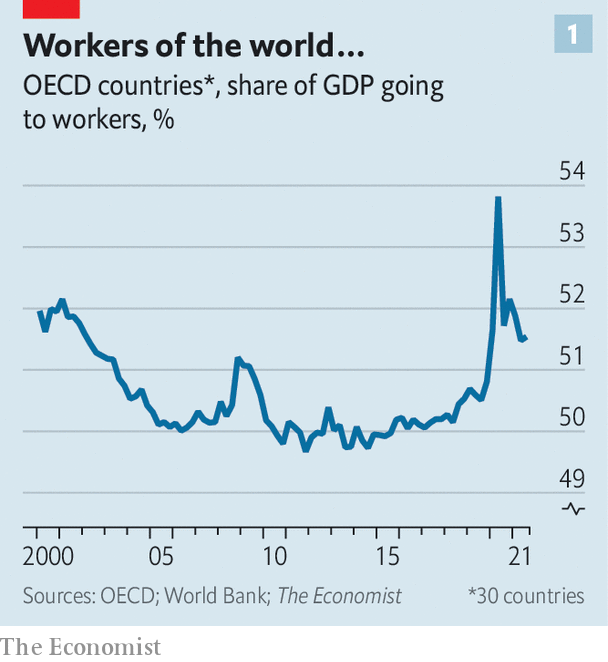 Workers of the world…
1
OECD countries*, share of GDP going
to workers, %
54
53
52
51
50
49
2000 05 10 15 21
Sources: OECD; World Bank; The Economist *30 countries
The Economist